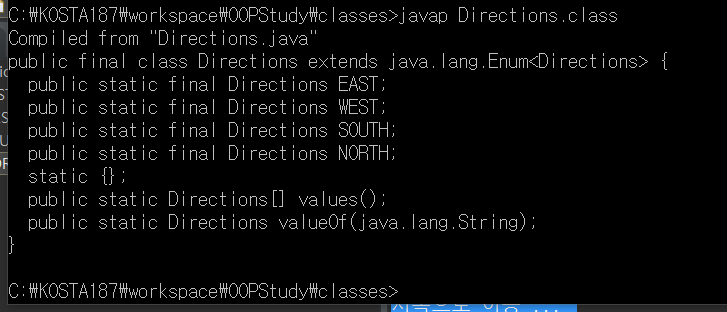 C:₩KOSTA187₩workspace₩OOPStudy₩classes>javap Directions.class
Compiled from "Directions.java"
public final class Directions extends java.lang.Enum<Directions> {
  public static final Directions EAST;
  public static final Directions WEST;
  public static final Directions SOUTH;
  public static final Directions NORTH;
  static {};
  public static Directions[] values();
  public static Directions valueOf(java.lang.String);
}
C:₩KOSTA187₩workspace₩OOPStudy₩classes>